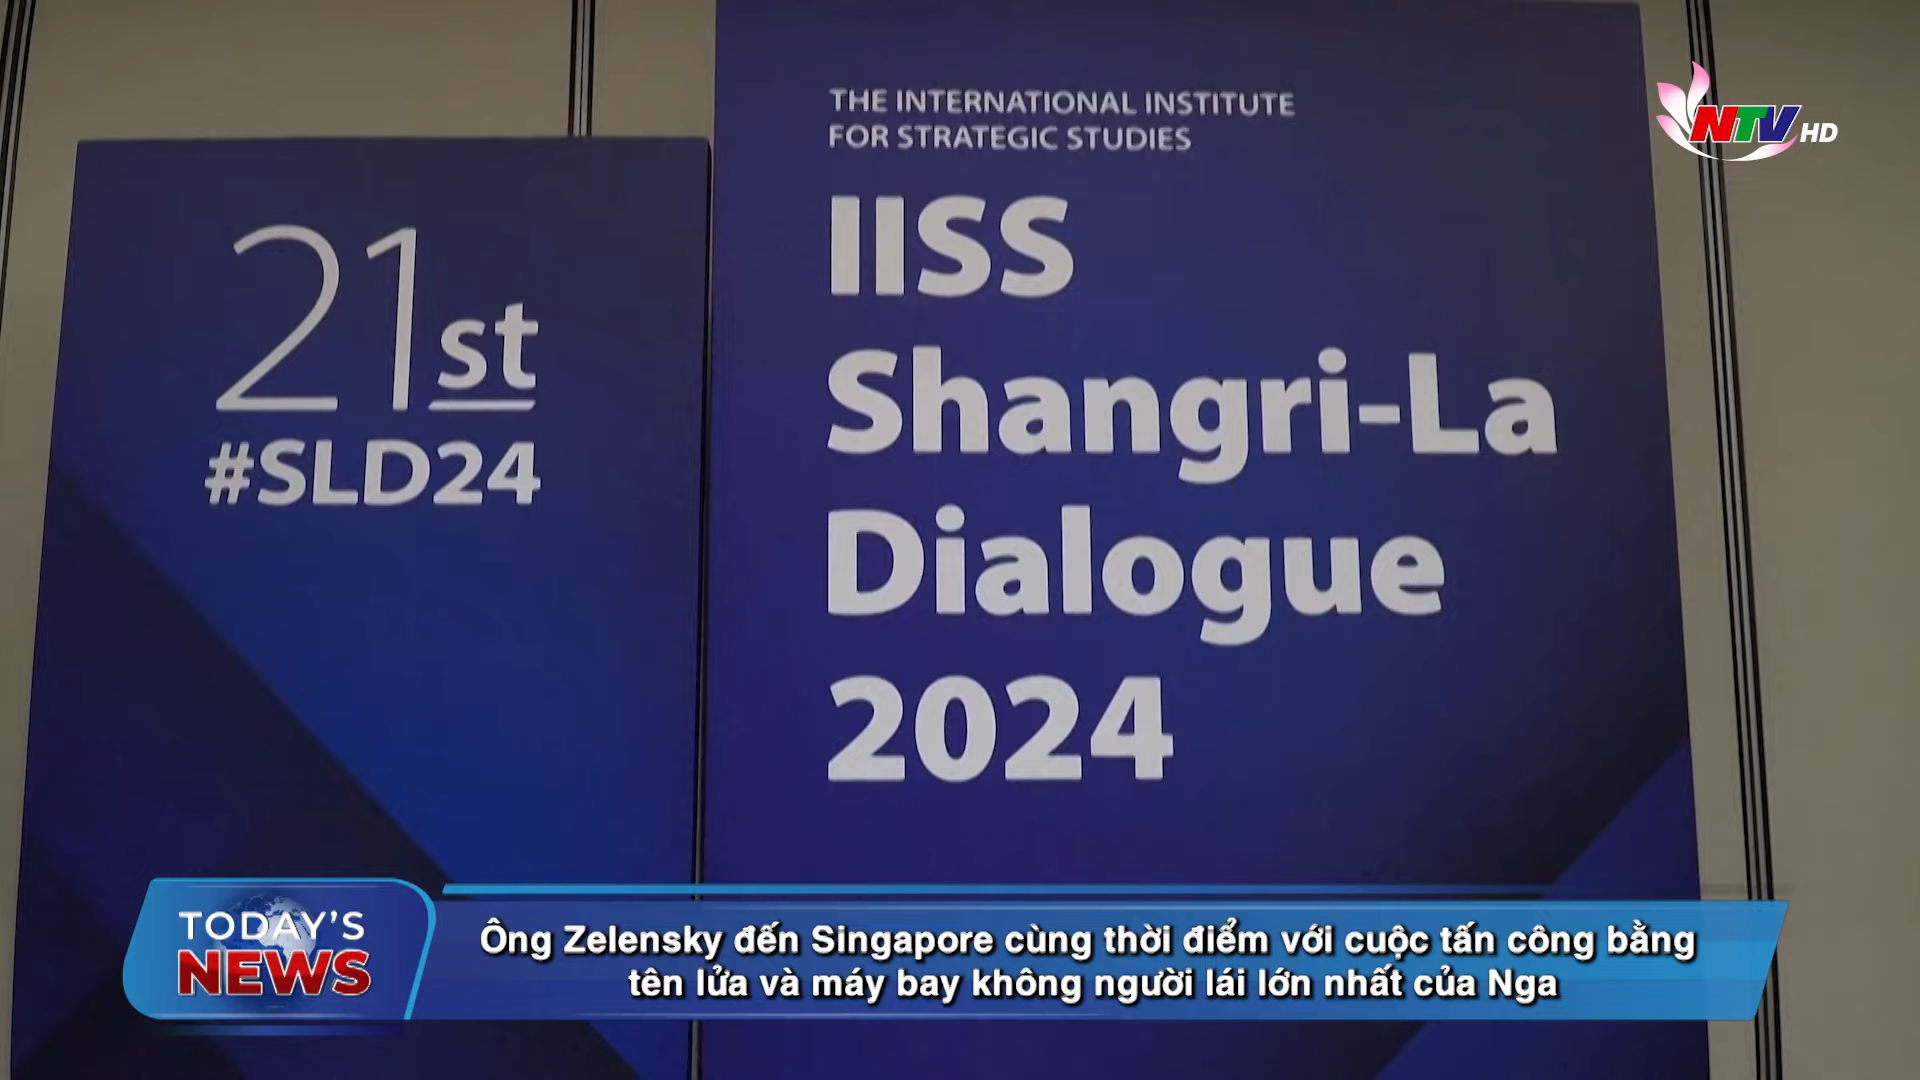 THE INTERNATIONAL INSTITUTE
FOR STRATEGIC STUDIES
IISS
Shangri-La
Dialogue
2024
21st
#SLD24
NTV HD
TODAY'S
NEWS
Ông Zelensky đến Singapore cùng thời điểm với cuộc tấn công bằng
tên lửa và máy bay không người lái lớn nhất của Nga